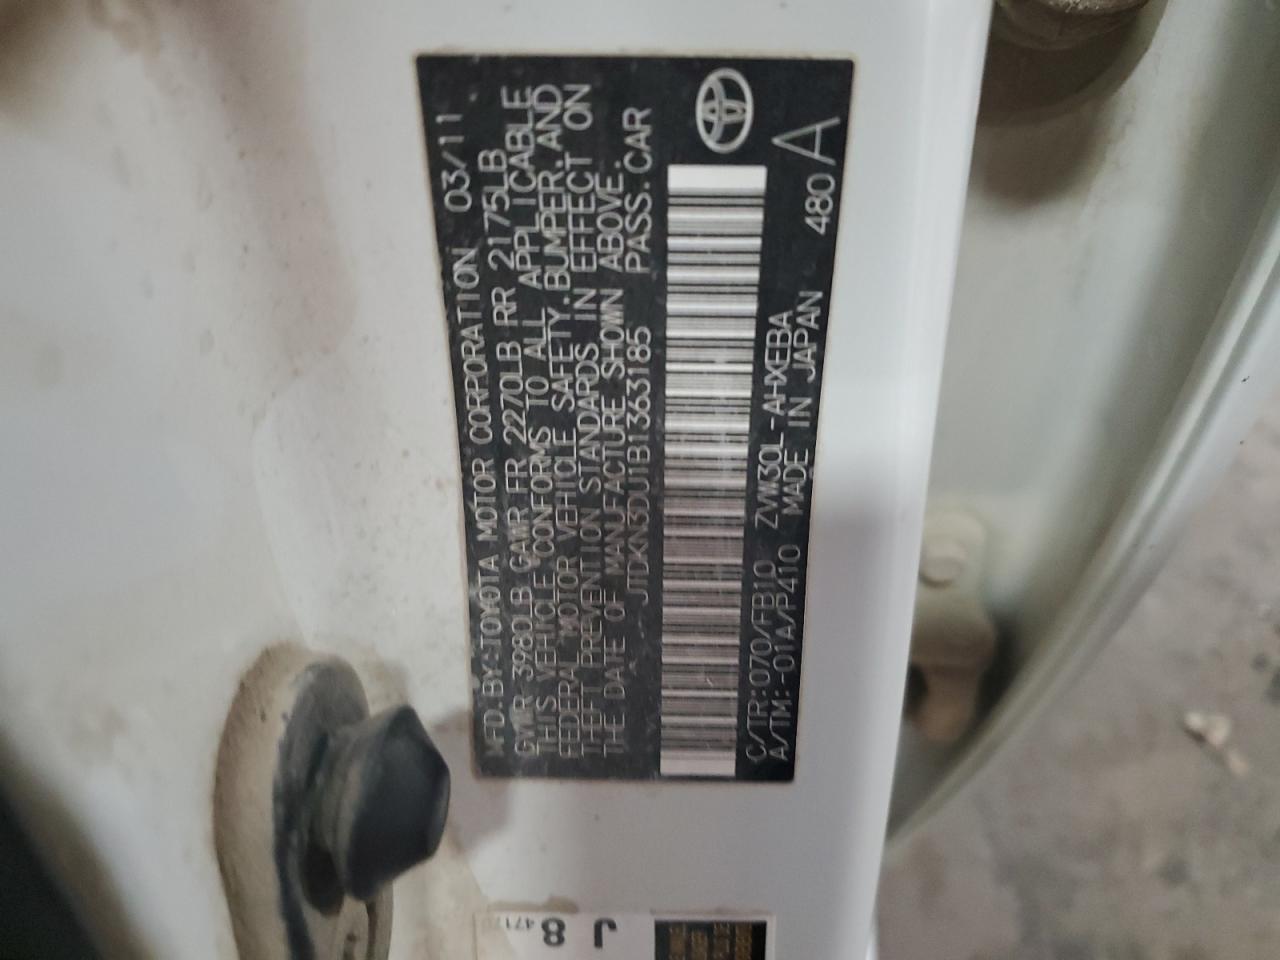 MFD.BY-TOYOTA MOTOR CORPORATION 03/11
GVWR 3980LB GAWR FR 2270LB RR 2175LB
THIS VEHICLE CONFORMS TO ALL APPLICABLE
FEDERAL MOTOR VEHICLE SAFETY,BUMPER,AND
THEFT PREVENTION STANDARDS IN EFFECT ON
THE DATE OF MANUFACTURE SHOWN ABOVE.
JTDKN3DU1B1363185 PASS.CAR
C/TR:070/FB10 ZVW30L-AHXEBA 480A
A/TM:-01A/P410 MADE IN JAPAN
J8